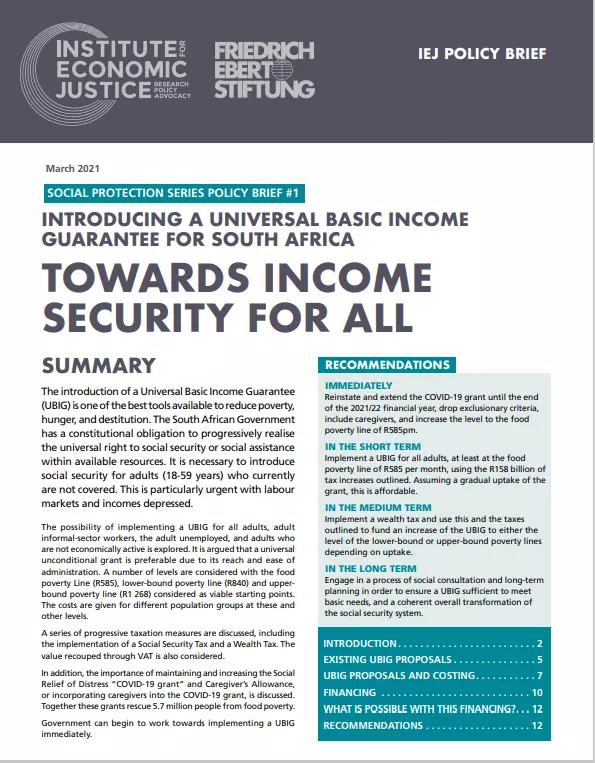 INSTITUTE FOR
ECONOMIC
JUSTICE
RESEARCH
POLICY
ADVOCACY
FRIEDRICH
EBERT
STIFTUNG
IEJ POLICY BRIEF
March 2021
SOCIAL PROTECTION SERIES POLICY BRIEF #1
INTRODUCING A UNIVERSAL BASIC INCOME
GUARANTEE FOR SOUTH AFRICA
TOWARDS INCOME
SECURITY FOR ALL
SUMMARY
The introduction of a Universal Basic Income Guarantee
(UBIG) is one of the best tools available to reduce poverty,
hunger, and destitution. The South African Government
has a constitutional obligation to progressively realise
the universal right to social security or social assistance
within available resources. It is necessary to introduce
social security for adults (18-59 years) who currently
are not covered. This is particularly urgent with labour
markets and incomes depressed.
The possibility of implementing a UBIG for all adults, adult
informal-sector workers, the adult unemployed, and adults who
are not economically active is explored. It is argued that a universal
unconditional grant is preferable due to its reach and ease of
administration. A number of levels are considered with the food
poverty Line (R585), lower-bound poverty line (R840) and upper-
bound poverty line (R1 268) considered as viable starting points.
The costs are given for different population groups at these and
other levels.
A series of progressive taxation measures are discussed, including
the implementation of a Social Security Tax and a Wealth Tax. The
value recouped through VAT is also considered.
In addition, the importance of maintaining and increasing the Social
Relief of Distress "COVID-19 grant" and Caregiver's Allowance,
or incorporating caregivers into the COVID-19 grant, is discussed.
Together these grants rescue 5.7 million people from food poverty.
Government can begin to work towards implementing a UBIG
immediately.
RECOMMENDATIONS
IMMEDIATELY
Reinstate and extend the COVID-19 grant until the end
of the 2021/22 financial year, drop exclusionary criteria,
include caregivers, and increase the level to the food
poverty line of R585pm.
IN THE SHORT TERM
Implement a UBIG for all adults, at least at the food
poverty line of R585 per month, using the R158 billion of
tax increases outlined. Assuming a gradual uptake of the
grant, this is affordable.
IN THE MEDIUM TERM
Implement a wealth tax and use this and the taxes
outlined to fund an increase of the UBIG to either the
level of the lower-bound or upper-bound poverty lines
depending on uptake.
IN THE LONG TERM
Engage in a process of social consultation and long-term
planning in order to ensure a UBIG sufficient to meet
basic needs, and a coherent overall transformation of
the social security system.
INTRODUCTION . . . . . . . . . . . . . . . . . . . . . . . . . 2
EXISTING UBIG PROPOSALS . . . . . . . . . . . . . . . 5
UBIG PROPOSALS AND COSTING . . . . . . . . . . . 7
FINANCING . . . . . . . . . . . . . . . . . . . . . . . . . . . 10
WHAT IS POSSIBLE WITH THIS FINANCING? . . . 12
RECOMMENDATIONS . . . . . . . . . . . . . . . . . . . 12